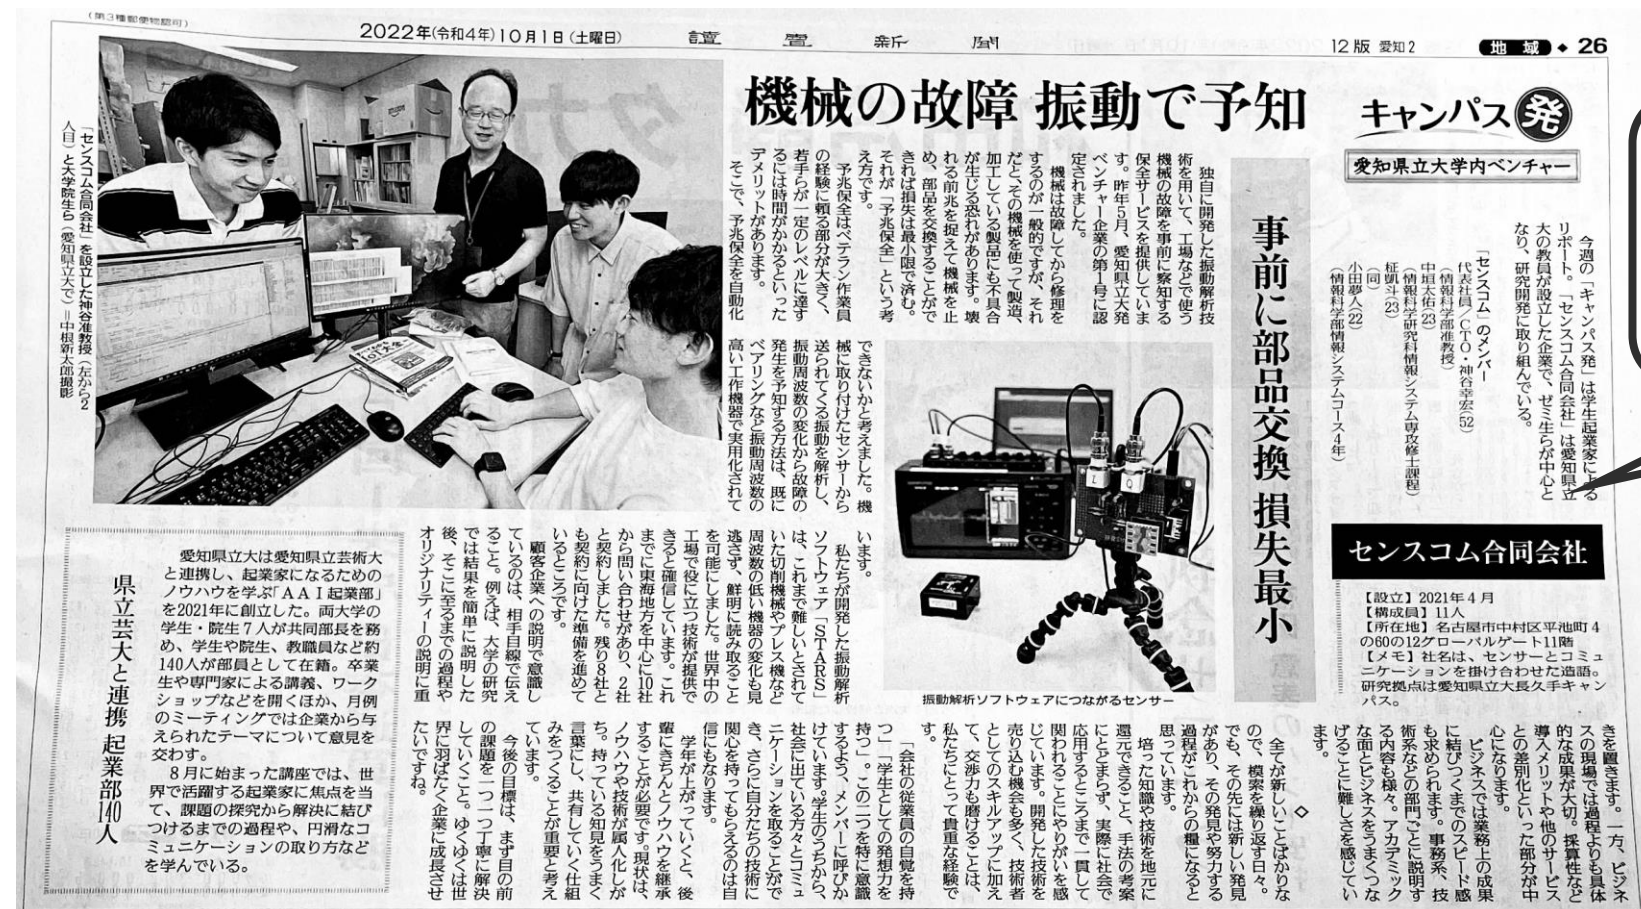 (第3種郵便物認可)
2022年(令和4年)10月1日(土曜日)
讀賣新聞
12版 愛知2
地域 ◆ 26
機械の故障 振動で予知
事前に部品交換 損失最小
キャンパス発
愛知県立大学内ベンチャー
今週の「キャンパス発」は学生起業家による
リポート。「センスコム合同会社」は愛知県立
大の教員が設立した企業で、ゼミ生らが中心と
なり、研究開発に取り組んでいる。
「センスコム」のメンバー
代表社員/CTO・神谷幸宏(52)
(情報科学部准教授)
中垣太佑(23)
(情報科学研究科情報システム専攻修士課程)
柾凱斗(23)
(同)
小田夢人(22)
(情報科学部情報システムコース4年)
センスコム合同会社
【設立】2021年4月
【構成員】11人
【所在地】名古屋市中村区平池町4
の60の12グローバルゲート11階
【メモ】社名は、センサーとコミュ
ニケーションを掛け合わせた造語。
研究拠点は愛知県立大長久手キャン
パス。
独自に開発した振動解析技
術を用いて、工場などで使う
機械の故障を事前に察知する
保全サービスを提供していま
す。昨年5月、愛知県立大発
ベンチャー企業の第1号に認
定されました。
機械は故障してから修理を
するのが一般的ですが、それ
だと、その機械を使って製造、
加工している製品にも不具合
が生じる恐れがあります。壊
れる前兆を捉えて機械を止
め、部品を交換することがで
きれば損失は最小限で済む。
それが「予兆保全」という考
え方です。
予兆保全はベテラン作業員
の経験に頼る部分が大きく、
若手らが一定のレベルに達す
るには時間がかかるといった
デメリットがあります。
そこで、予兆保全を自動化
できないかと考えました。機
械に取り付けたセンサーから
送られてくる振動を解析し、
振動周波数の変化から故障の
発生を予知する方法は、既に
ベアリングなど振動周波数の
高い工作機器で実用化されて
います。
私たちが開発した振動解析
ソフトウェア「STARS」
は、これまで難しいとされて
いた切削機械やプレス機など
周波数の低い機器の変化も見
逃さず、鮮明に読み取ること
を可能にしました。世界中の
工場で役に立つ技術が提供で
きると確信しています。これ
までに東海地方を中心に10社
から問い合わせがあり、2社
と契約しました。残り8社と
も契約に向けた準備を進めて
いるところです。
顧客企業への説明で意識し
ているのは、相手目線で伝え
ること。例えば、大学の研究
では結果を簡単に説明した
後、そこに至るまでの過程や
オリジナリティーの説明に重
きを置きます。一方、ビジネ
スの現場では過程よりも具体
的な成果が大切。採算性など
導入メリットや他のサービス
との差別化といった部分が中
心になります。
ビジネスでは業務上の成果
に結びつくまでのスピード感
も求められます。事務系、技
術系などの部門ごとに説明す
る内容も様々。アカデミック
な面とビジネスをうまくつな
げることに難しさを感じてい
ます。
◇
全てが新しいことばかりな
ので、模索を繰り返す日々。
でも、その先には新しい発見
があり、その発見や努力する
過程がこれからの糧になると
思っています。
培った知識や技術を地元に
還元できること、手法の考案
にとどまらず、実際に社会で
応用するところまで一貫して
関われることにやりがいを感
じています。開発した技術を
売り込む機会も多く、技術者
としてのスキルアップに加え
て、交渉力も磨けることは、
私たちにとって貴重な経験で
す。
「会社の従業員の自覚を持
つ」「学生としての発想力を
持つ」。この二つを特に意識
するよう、メンバーに呼びか
けています。学生のうちから、
社会に出ている方々とコミュ
ニケーションを取ることがで
き、さらに自分たちの技術に
関心を持ってもらえるのは自
信にもなります。
学年が上がっていくと、後
輩にきちんとノウハウを継承
することが必要です。現状は、
ノウハウや技術が属人化しが
ち。持っている知見をうまく
言葉にし、共有していく仕組
みをつくることが重要と考え
ています。
今後の目標は、まず目の前
の課題を一つ一つ丁寧に解決
していくこと。ゆくゆくは世
界に羽ばたく企業に成長させ
たいですね。
振動解析ソフトウェアにつながるセンサー
「センスコム合同会社」を設立した神谷准教授(左から2
人目)と大学院生ら(愛知県立大で)=中根新太郎撮影
県立芸大と連携 起業部140人
愛知県立大は愛知県立芸術大
と連携し、起業家になるための
ノウハウを学ぶ「AAI起業部」
を2021年に創立した。両大学の
学生・院生7人が共同部長を務
め、学生や院生、教職員など約
140人が部員として在籍。卒業
生や専門家による講義、ワーク
ショップなどを開くほか、月例
のミーティングでは企業から与
えられたテーマについて意見を
交わす。
8月に始まった講座では、世
界で活躍する起業家に焦点を当
て、課題の探究から解決に結び
つけるまでの過程や、円滑なコ
ミュニケーションの取り方など
を学んでいる。